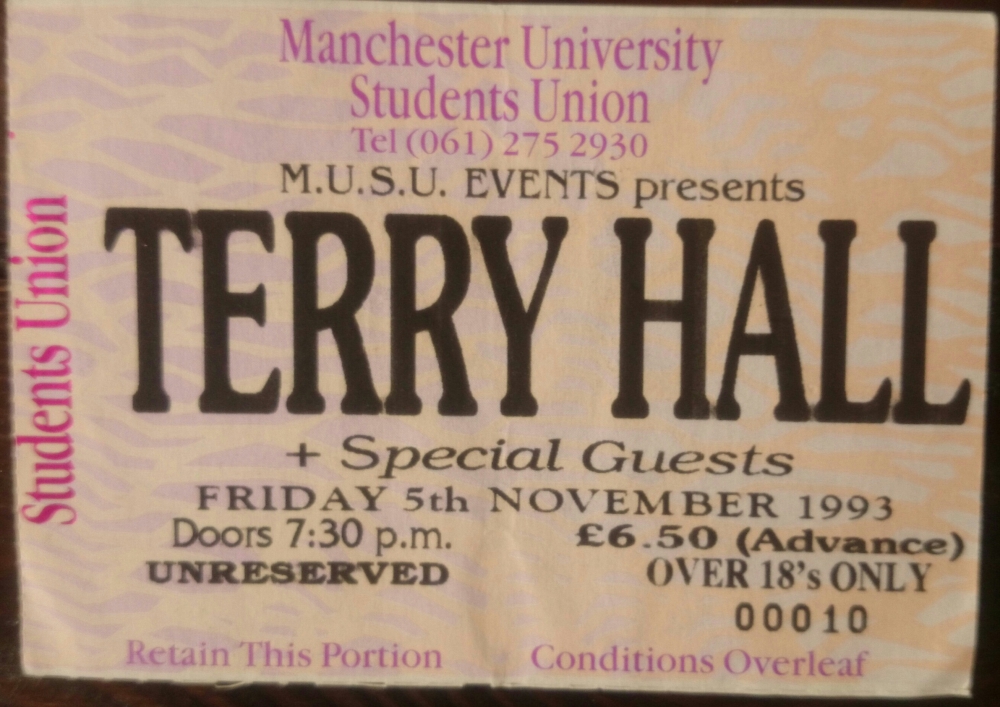 Manchester University
Students Union
Tel (061) 275 2930
M.U.S.U. EVENTS presents
TERRY HALL
+ Special Guests
FRIDAY 5th NOVEMBER 1993
Doors 7:30 p.m. £6.50 (Advance)
UNRESERVED OVER 18's ONLY
00010
Retain This Portion Conditions Overleaf
Students Union